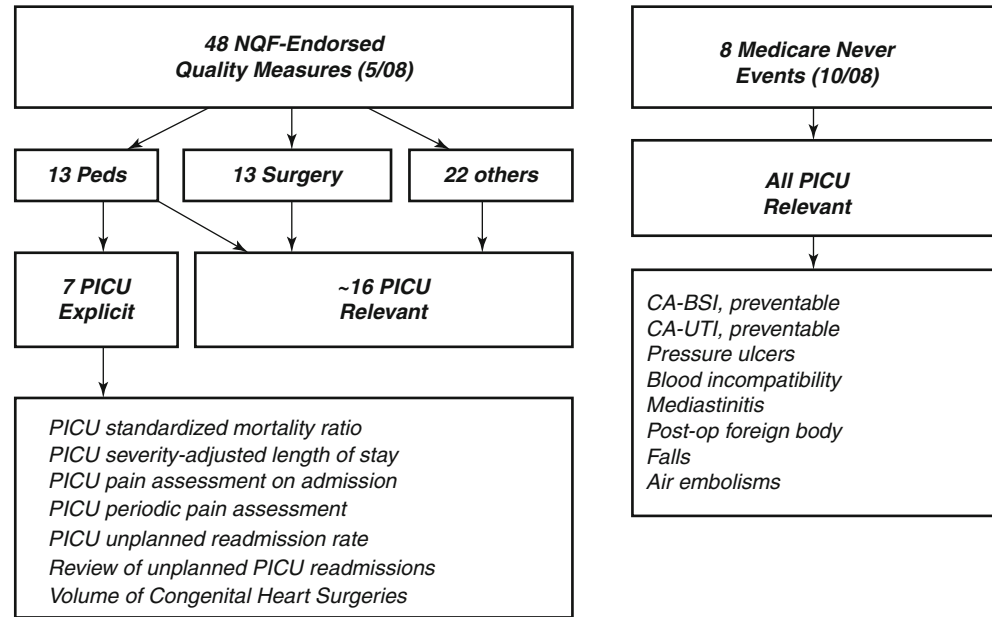 48 NQF-Endorsed
Quality Measures (5/08)
13 Peds
13 Surgery
22 others
7 PICU
Explicit
~16 PICU
Relevant
PICU standardized mortality ratio
PICU severity-adjusted length of stay
PICU pain assessment on admission
PICU periodic pain assessment
PICU unplanned readmission rate
Review of unplanned PICU readmissions
Volume of Congenital Heart Surgeries
8 Medicare Never
Events (10/08)
All PICU
Relevant
CA-BSI, preventable
CA-UTI, preventable
Pressure ulcers
Blood incompatibility
Mediastinitis
Post-op foreign body
Falls
Air embolisms